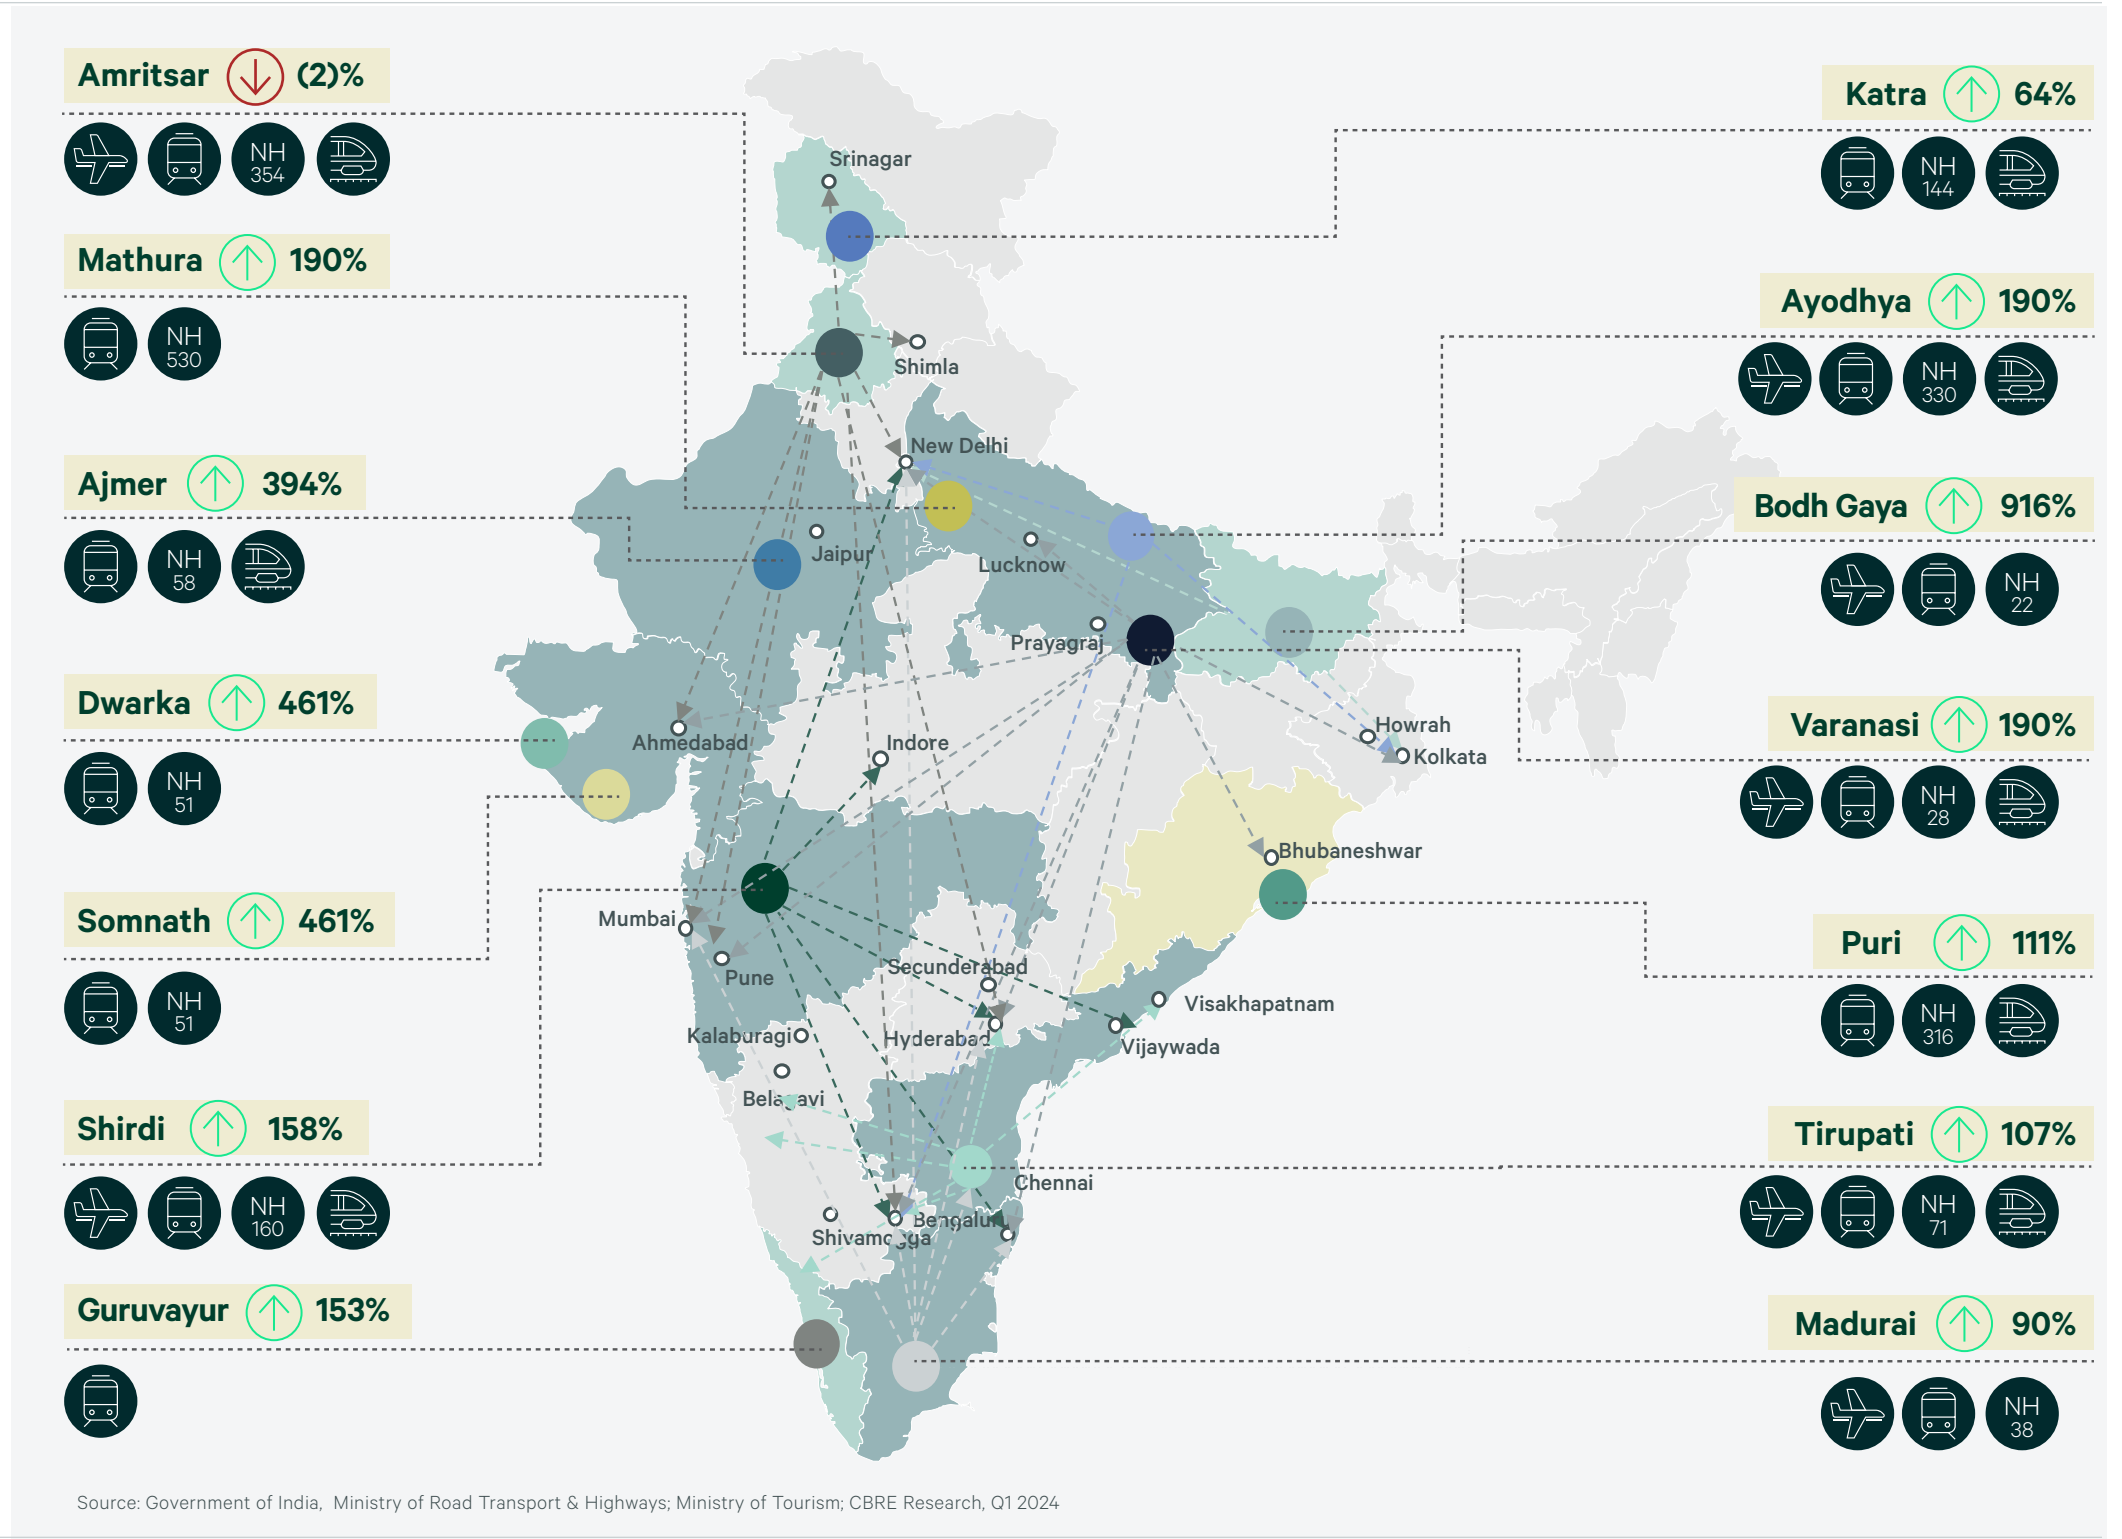 Amritsar (2)%
NH
354
Mathura 190%
NH
530
Ajmer 394%
NH
58
Dwarka 461%
NH
51
Somnath 461%
NH
51
Shirdi 158%
NH
160
Guruvayur 153%
Srinagar
Shimla
New Delhi
Jaipur
Lucknow
Prayagraj
Ahmedabad
Indore
Howrah
Kolkata
Bhubaneshwar
Mumbai
Pune
Secunderabad
Visakhapatnam
Kalaburagi
Hyderabad
Vijaywada
Belagavi
Chennai
Bengaluru
Shivamogga
Katra 64%
NH
144
Ayodhya 190%
NH
330
Bodh Gaya 916%
NH
22
Varanasi 190%
NH
28
Puri 111%
NH
316
Tirupati 107%
NH
71
Madurai 90%
NH
38
Source: Government of India, Ministry of Road Transport & Highways; Ministry of Tourism; CBRE Research, Q1 2024